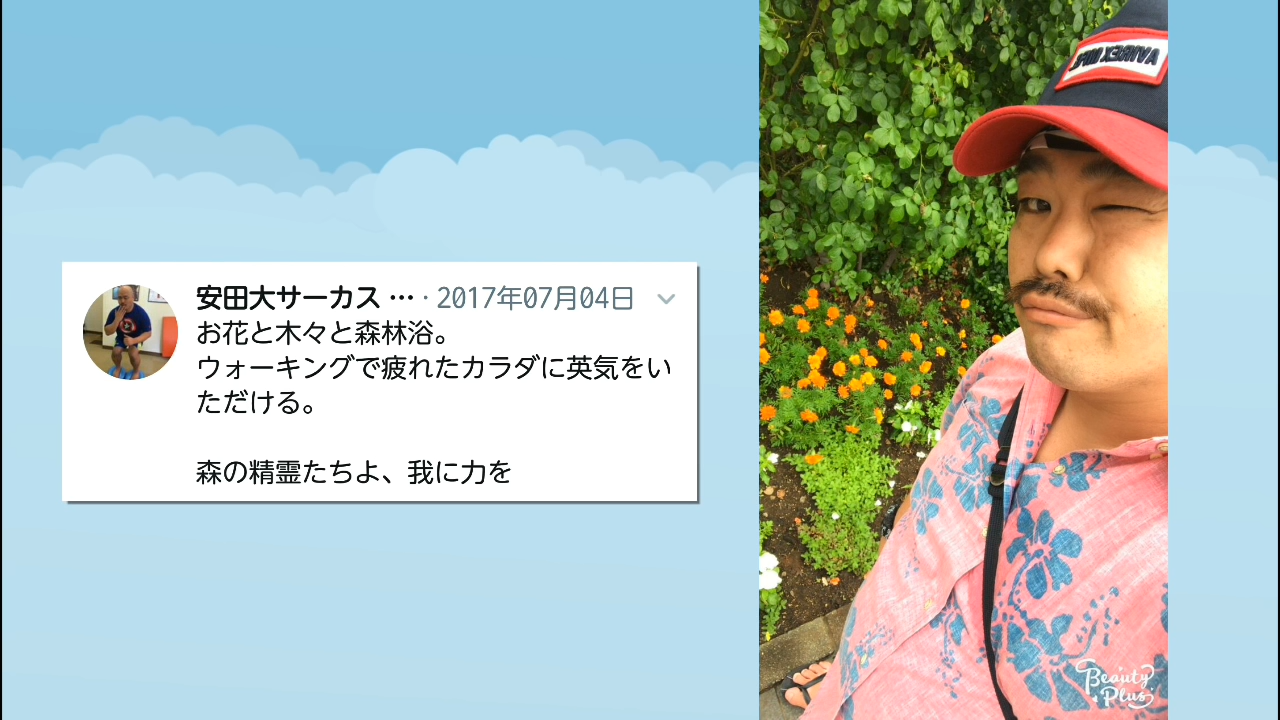 安田大サーカス … · 2017年07月04日
お花と木々と森林浴。
ウォーキングで疲れたカラダに英気をい
ただける。
森の精霊たちよ、我に力を
AVIREX
Beauty
Plus